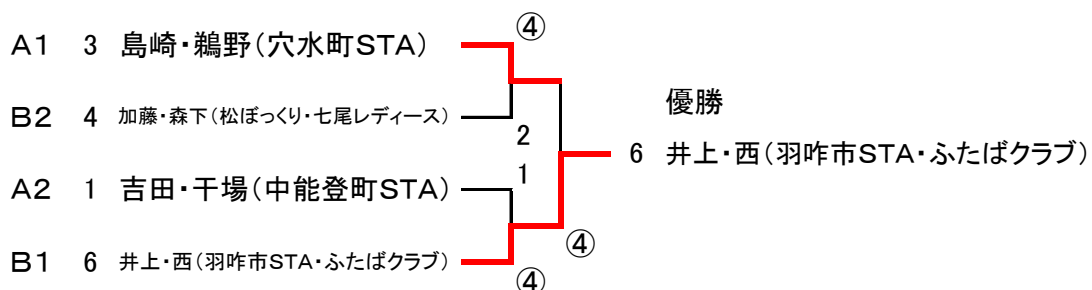 ④
A1 3 島崎・鵜野(穴水町STA)
優勝
B2 4 加藤・森下(松ぼっくり・七尾レディース)
2
6 井上・西(羽咋市STA・ふたばクラブ)
1
A2 1 吉田・干場(中能登町STA)
④
B1 6 井上・西(羽咋市STA・ふたばクラブ)
④